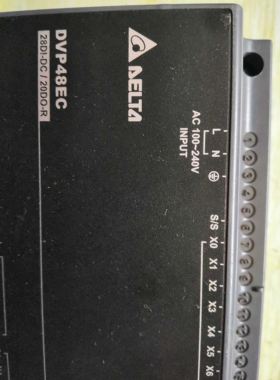 DELTA
DVP48EC
28DI-DC / 20DO-R
L
N
AC 100~240V
INPUT
S/S
X0
X1
X2
X3
X4
X5
X6